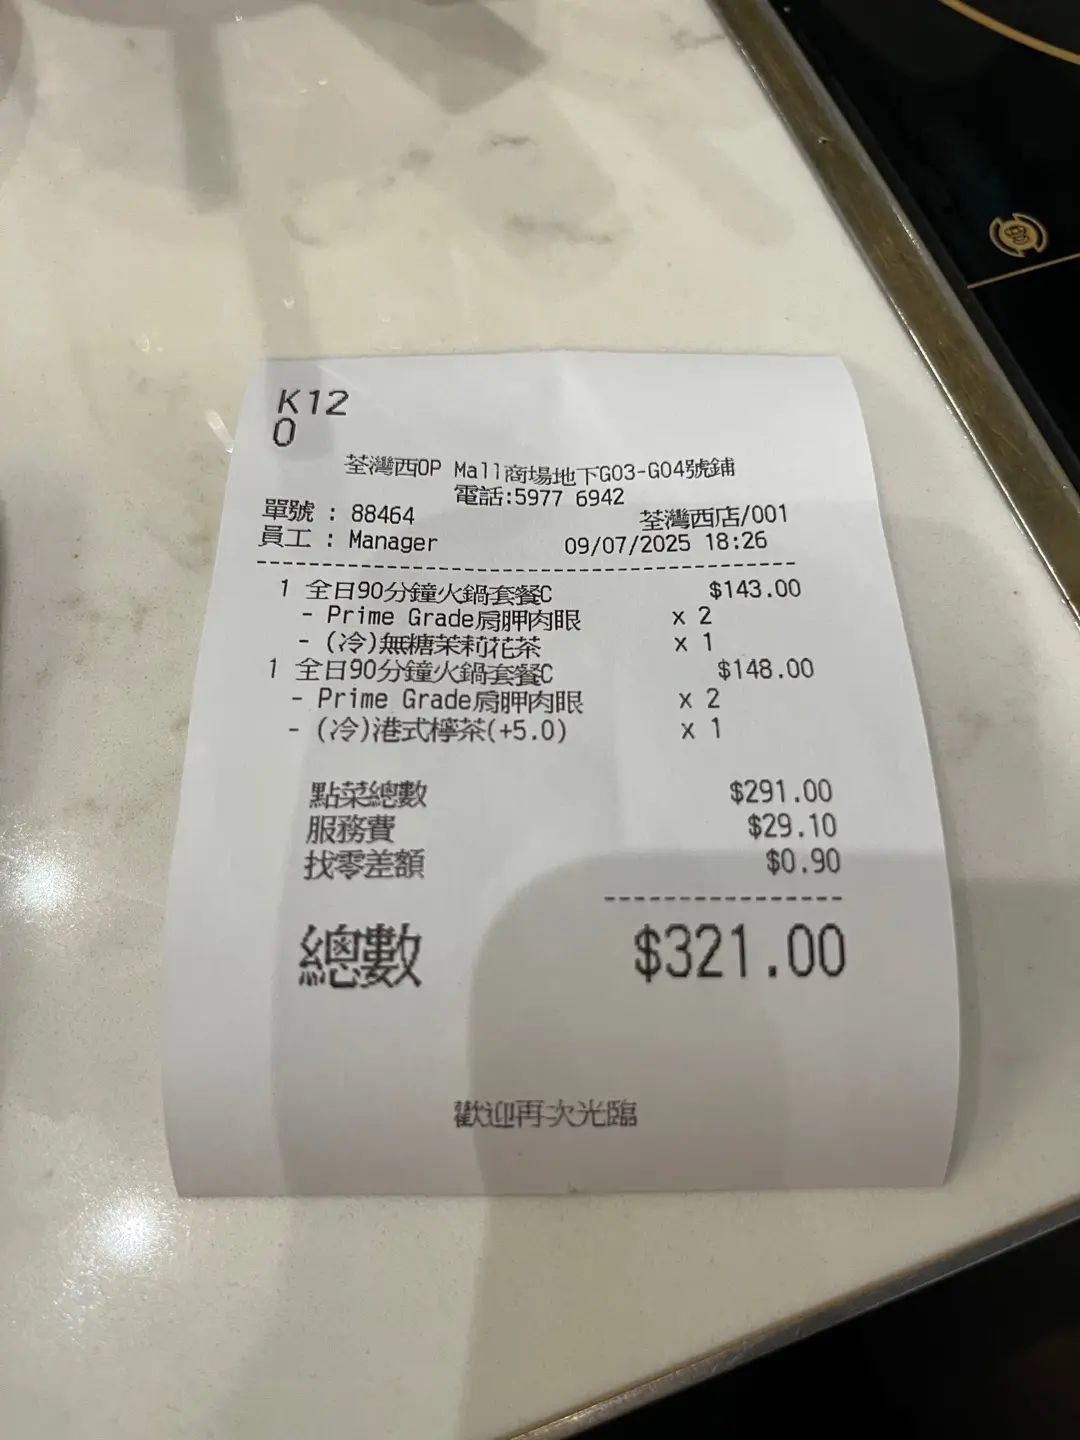 K12
0
荃灣西OP Mall商場地下G03-G04號鋪
電話:5977 6942
單號 : 88464 荃灣西店/001
員工 : Manager 09/07/2025 18:26
1 全日90分鐘火鍋套餐C $143.00
- Prime Grade肩胛肉眼 x 2
- (冷)無糖茉莉花茶 x 1
1 全日90分鐘火鍋套餐C $148.00
- Prime Grade肩胛肉眼 x 2
- (冷)港式檸茶(+5.0) x 1
點菜總數 $291.00
服務費 $29.10
找零差額 $0.90
總數 $321.00
歡迎再次光臨